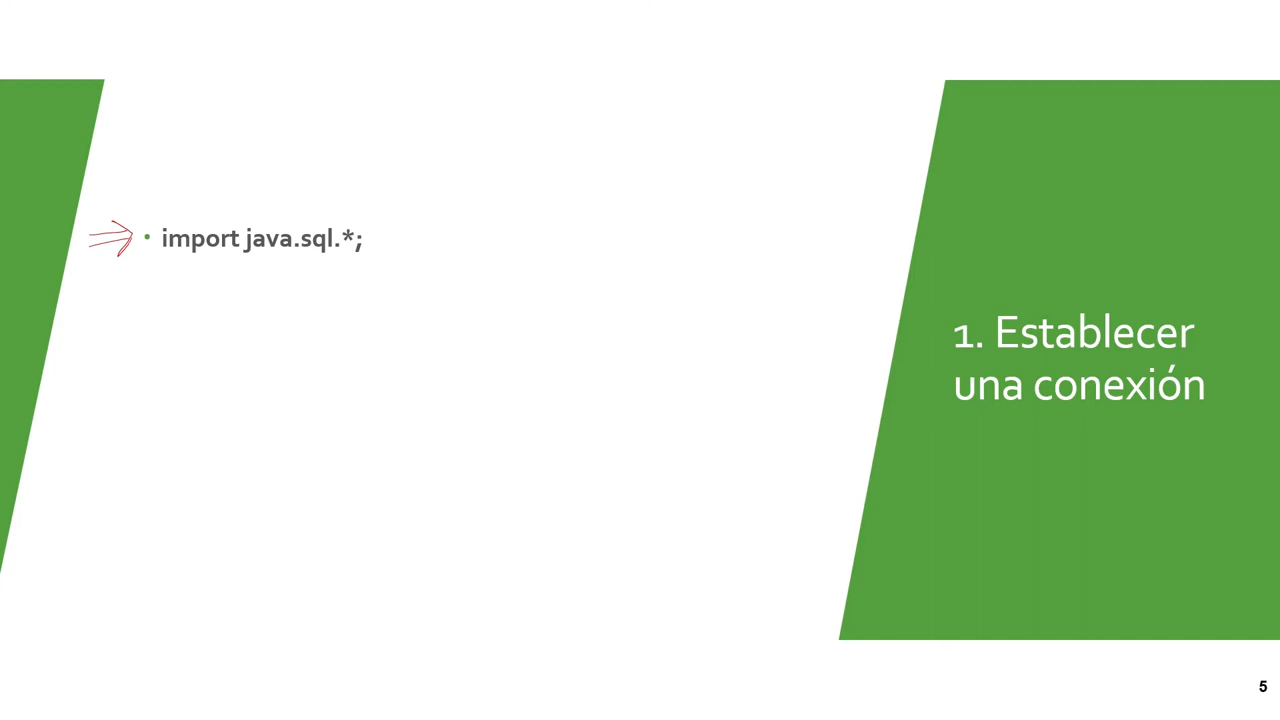 • import java.sql.*;
1. Establecer
una conexión
5